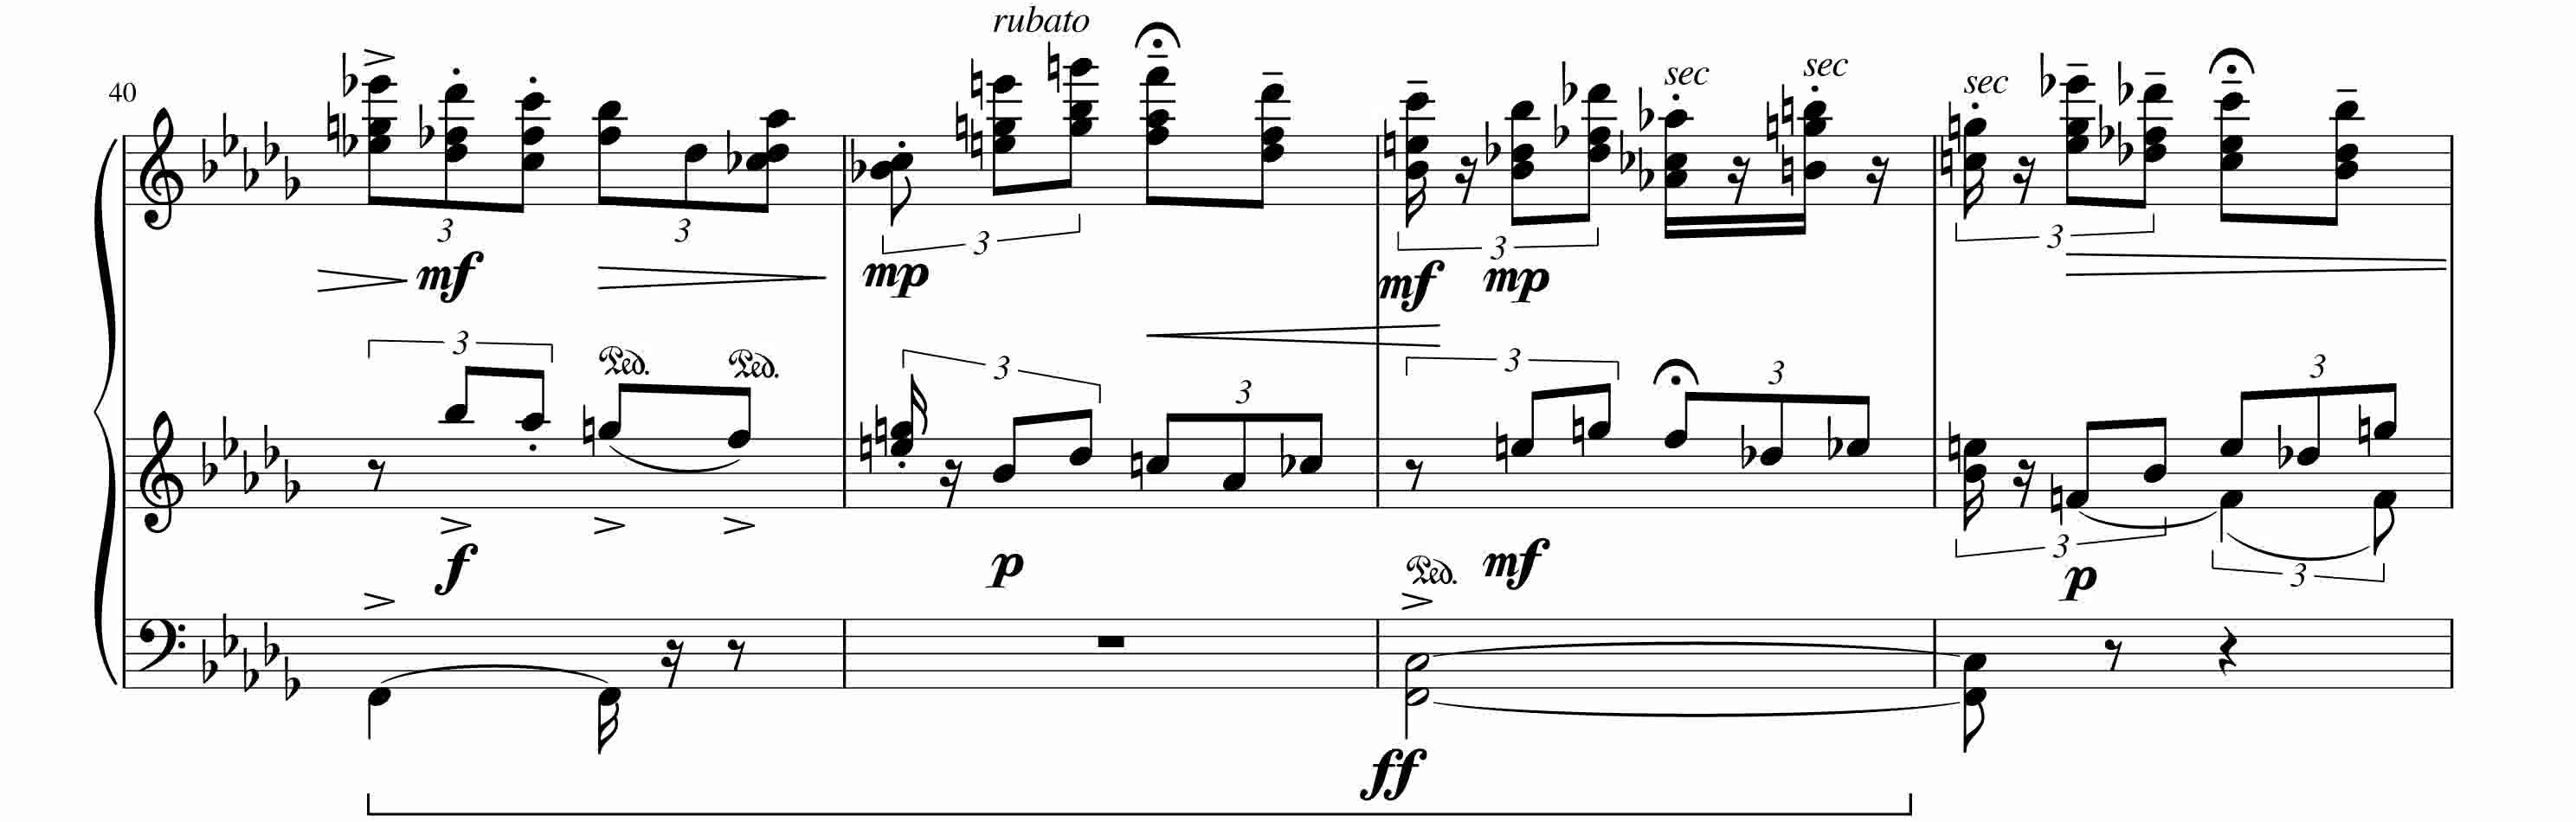 rubato
sec sec sec
40
3 3 3 3 3
mf mp mf mp
3 3 3 3 3 3
Ped. Ped.
3
f p mf p
Ped.
3
ff